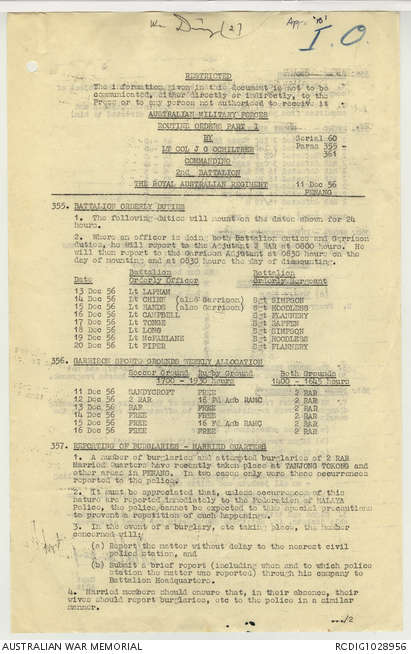 I.O.
RESTRICTED
The information given in this document is not to be
communicated, either directly or indirectly, to the
Press or to any person not authorised to receive it
AUSTRALIAN MILITARY FORCES
ROUTINE ORDERS PART 1
BY
Serial 60
LT COL J G OCHILTREE
Paras 355 -
361
COMMANDING
2ND. BATTALION
THE ROYAL AUSTRALIAN REGIMENT
11 Dec 56
PENANG
355. BATTALION ORDERLY DUTIES
1. The following duties will mount on the dates shown for 24
hours.
2. Where an officer is doing both Battalion duties and Garrison
duties, he will report to the Adjutant 2 RAR at 0800 hours. He
will then report to the Garrison Adjutant at 0830 hours on the
day of mounting and at 0830 hours the day of dismounting.
Battalion Battalion
Date Orderly Officer Orderly Sergeant
13 Dec 56 Lt LAPHAM
14 Dec 56 Lt CHINN (also Garrison) Sgt SIMPSON
15 Dec 56 Lt (also Garrison) Sgt HOODLESS
16 Dec 56 Lt CAMPBELL Sgt FLANNERY
17 Dec 56 Lt TONGE Sgt
18 Dec 56 Lt LONG Sgt SIMPSON
19 Dec 56 Lt McFARLANE Sgt HOODLESS
20 Dec 56 Lt PIPER Sgt FLANNERY
356. GARRISON SPORTS GROUNDS WEEKLY ALLOCATION
Soccer Ground Rugby Ground Both Grounds
1700 - 1930 hours 1400 - 1645 hours
11 Dec 56 SANDYCROFT FREE 2 RAR
12 Dec 56 2 RAR 16 Fd Amb RAMC 2 RAR
13 Dec 56 RAP FREE 2 RAR
14 Dec 56 FREE FREE 2 RAR
15 Dec 56 FREE 16 Fd Amb RAMC 2 RAR
16 Dec 56 FREE FREE 2 RAR
357. REPORTING OF BURGLARIES - MARRIED QUARTERS
1. A number of burglaries and attempted burglaries of 2 RAR
Married Quarters have recently taken place at TANJONG TOKONG and
other areas in PENANG. In two cases only were these occurrences
reported to the police.
2. It must be appreciated that, unless occurrences of this
nature are reported immediately to the Federation of MALAYA
Police, the police cannot be expected to take special precautions
to prevent a repetition of such happenings.
3. In the event of a burglary, etc taking place, the member
concerned will;
(a) Report the matter without delay to the nearest civil
police station, and
(b) Submit a brief report (including when and to which police
station the matter was reported) through his company to
Battalion Headquarters.
4. Married members should ensure that, in their absence, their
wives should report burglaries, etc to the police in a similar
manner.
.../2
AUSTRALIAN WAR MEMORIAL
RCDIG1028956